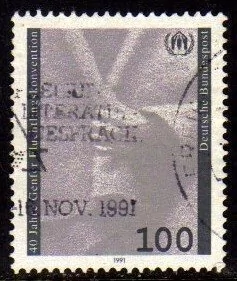 40 Jahre Genfer Flüchtlingskonvention
Deutsche Bundespost
NOV. 1991
100
1991